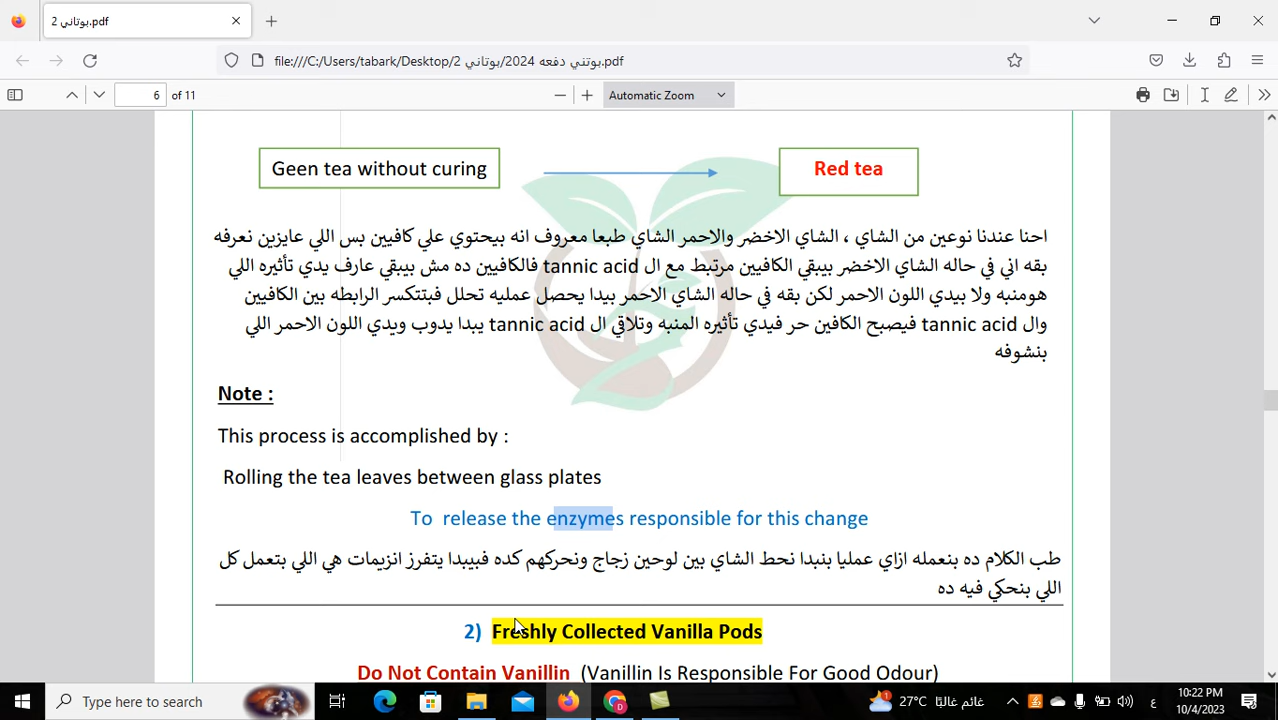 بوتاني 2.pdf
file:///C:/Users/tabark/Desktop/بوتني دفعه 2024/بوتاني 2.pdf
6 of 11
Automatic Zoom
Geen tea without curing
Red tea
احنا عندنا نوعين من الشاي ، الشاي الاخضر والاحمر الشاي طبعا معروف انه بيحتوي علي كافيين بس اللي عايزين نعرفه
بقه اني في حاله الشاي الاخضر بيبقي الكافيين مرتبط مع ال tannic acid فالكافيين ده مش بيبقي عارف يدي تأثيره اللي
هومنبه ولا بيدي اللون الاحمر لكن بقه في حاله الشاي الاحمر بيدا يحصل عمليه تحلل فبتتكسر الرابطه بين الكافيين
وال tannic acid فيصبح الكافين حر فيدي تأثيره المنبه وتلاقي ال tannic acid يبدا يدوب ويدي اللون الاحمر اللي
بنشوفه
Note :
This process is accomplished by :
Rolling the tea leaves between glass plates
To release the enzymes responsible for this change
طب الكلام ده بنعمله ازاي عمليا بنبدا نحط الشاي بين لوحين زجاج ونحركهم كده فبيبدا يتفرز انزيمات هي اللي بتعمل كل
اللي بنحكي فيه ده
2) Freshly Collected Vanilla Pods
Do Not Contain Vanillin (Vanillin Is Responsible For Good Odour)
Type here to search
27°C غائم غالبًا
ع
10:22 PM
10/4/2023